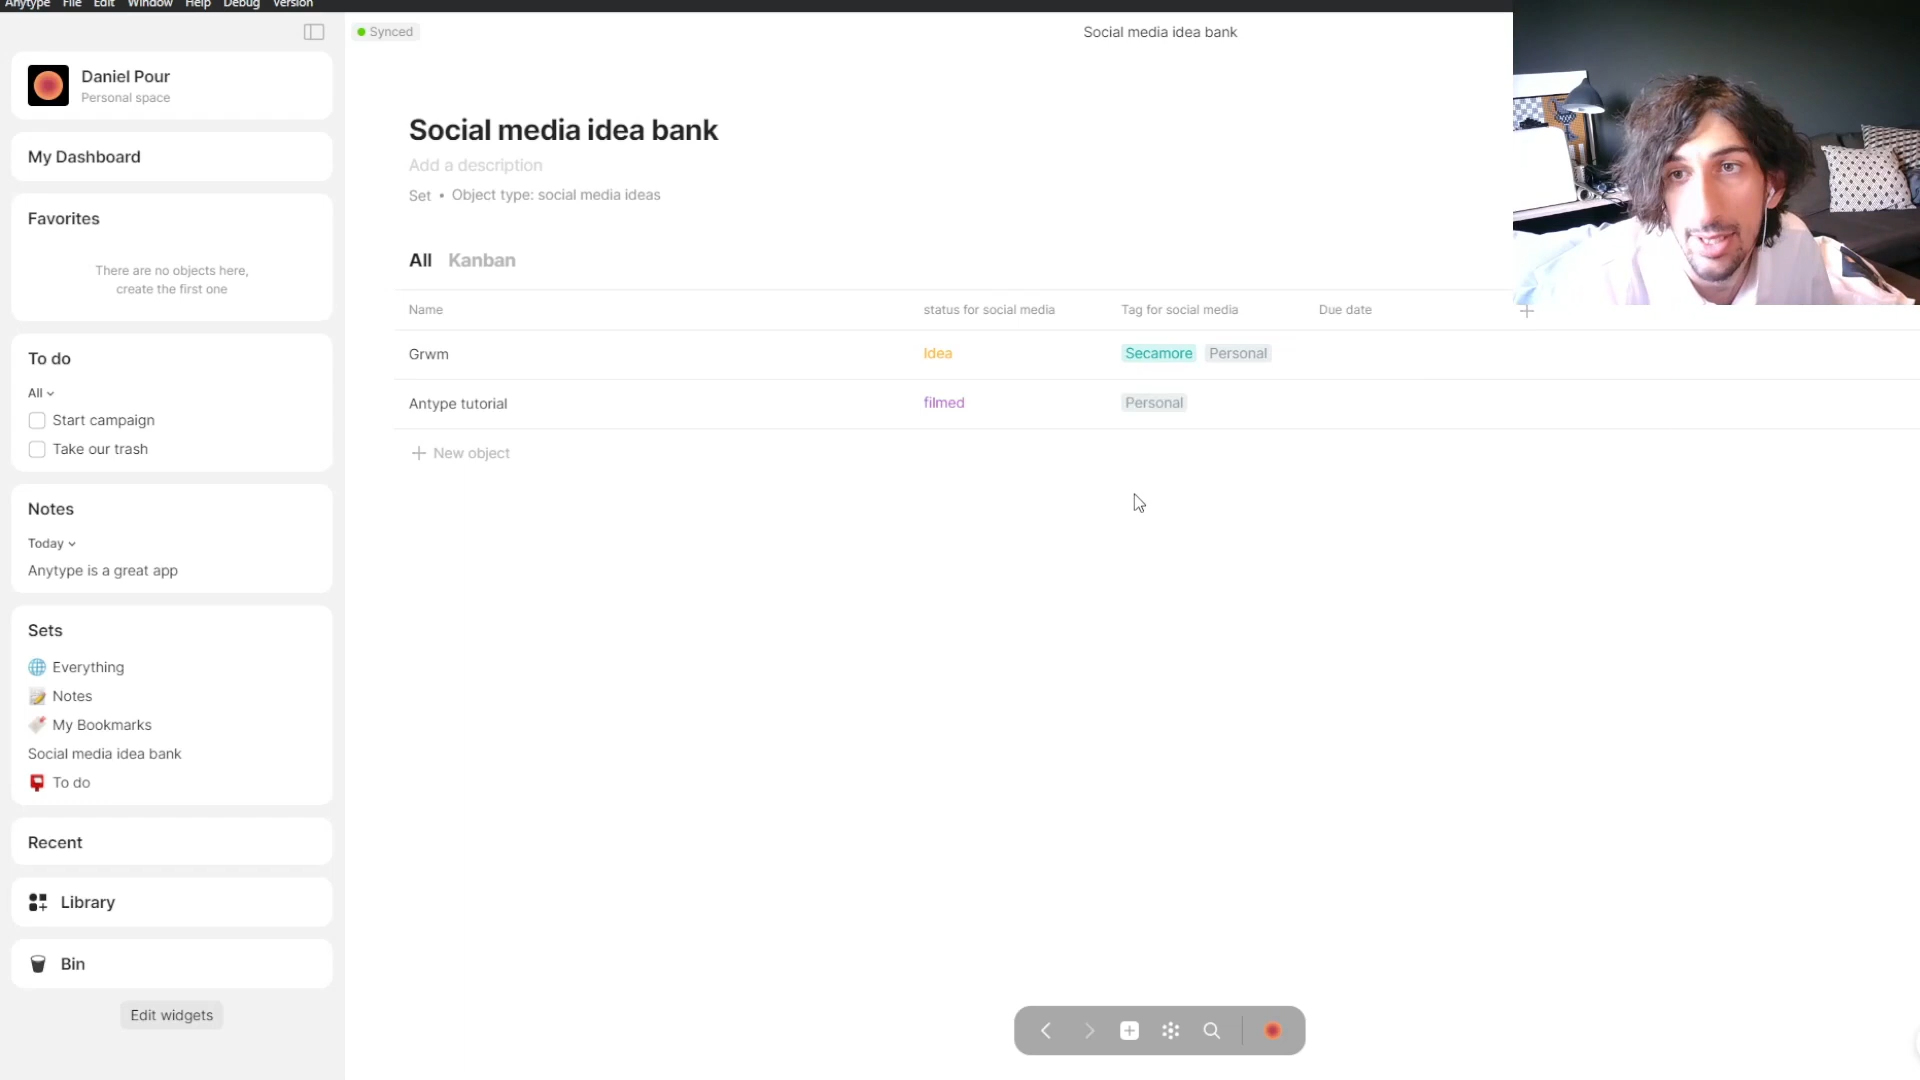 Anytype File Edit Window Help Debug Version
Synced
Social media idea bank
Daniel Pour
Personal space
My Dashboard
Favorites
There are no objects here,
create the first one
To do
All
Start campaign
Take our trash
Notes
Today
Anytype is a great app
Sets
Everything
Notes
My Bookmarks
Social media idea bank
To do
Recent
Library
Bin
Edit widgets
Social media idea bank
Add a description
Set • Object type: social media ideas
All Kanban
Name status for social media Tag for social media Due date
Grwm Idea Secamore Personal
Antype tutorial filmed Personal
New object